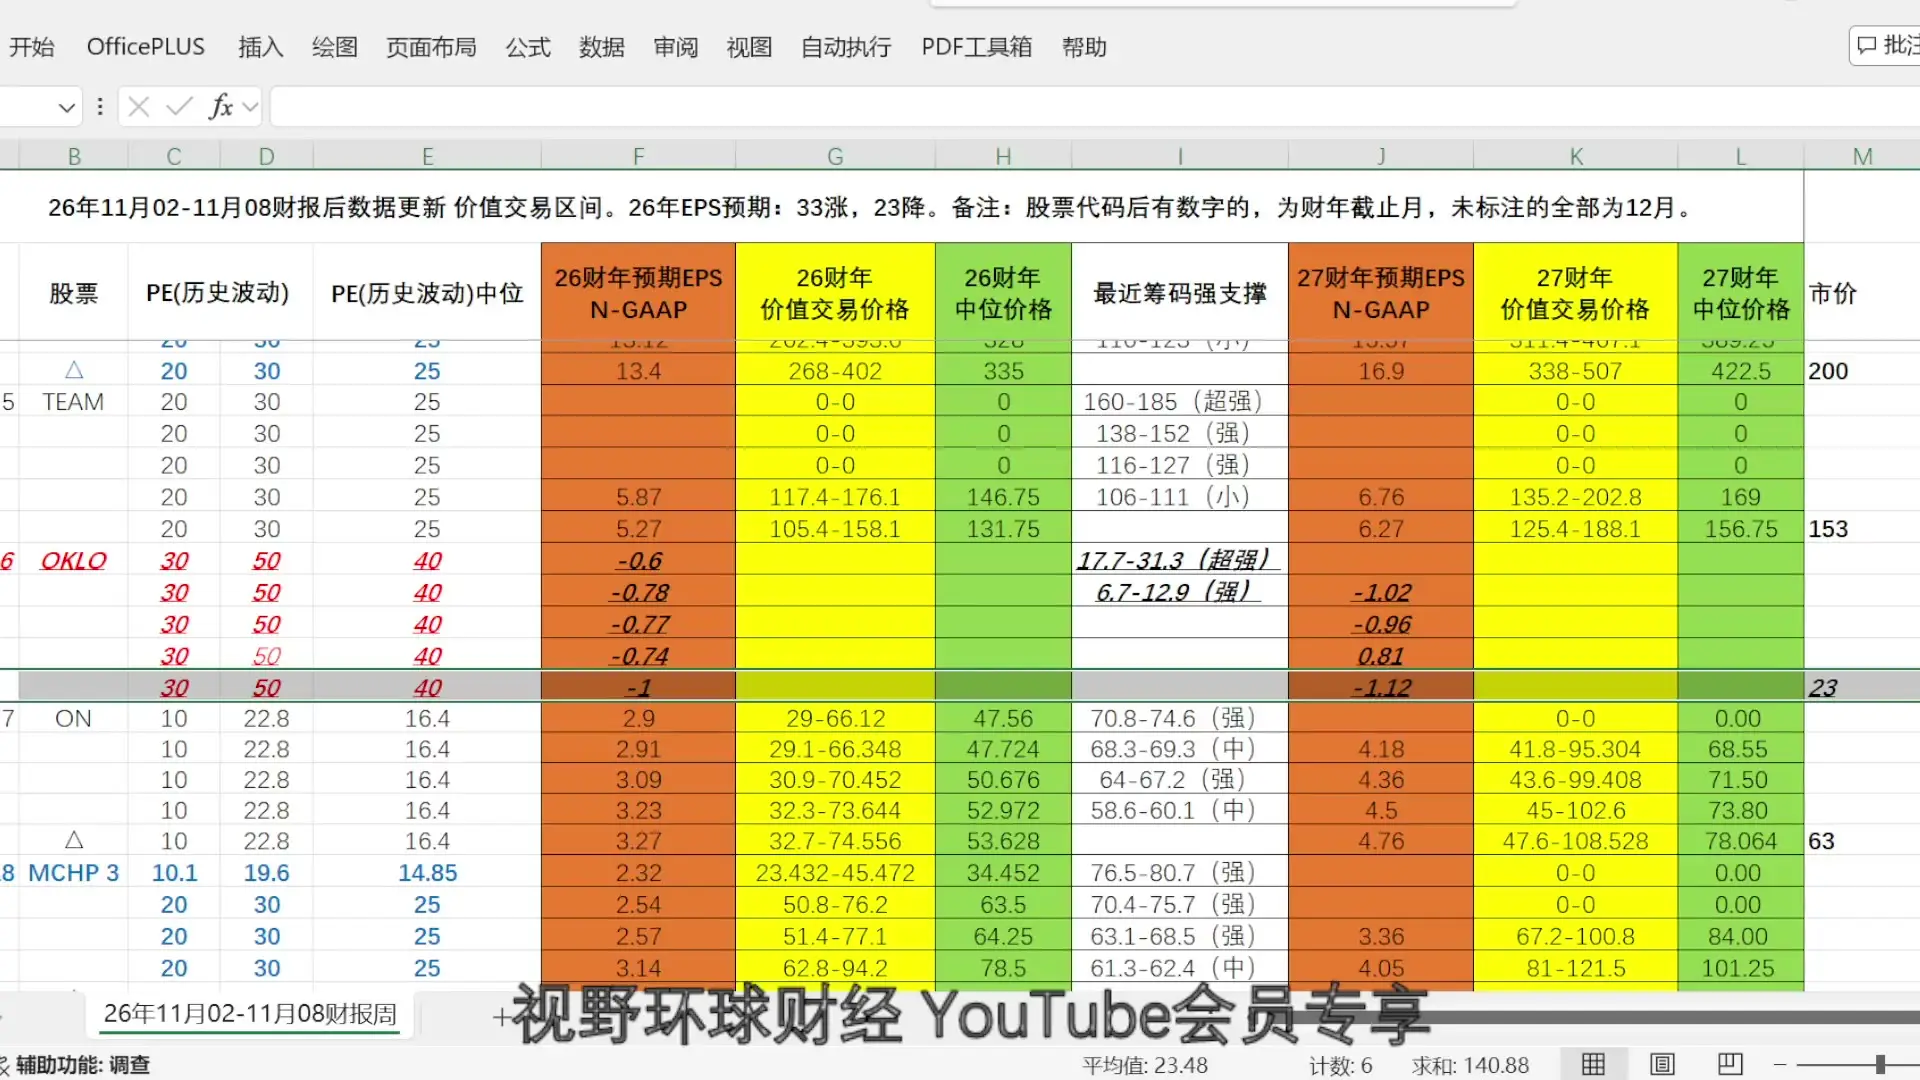 开始 OfficePLUS 插入 绘图 页面布局 公式 数据 审阅 视图 自动执行 PDF工具箱 帮助 批注
fx
B C D E F G H I J K L M
26年11月02-11月08财报后数据更新 价值交易区间。26年EPS预期：33涨，23降。备注：股票代码后有数字的，为财年截止月，未标注的全部为12月。
股票 PE(历史波动) PE(历史波动)中位 26财年预期EPS N-GAAP 26财年 价值交易价格 26财年 中位价格 最近筹码强支撑 27财年预期EPS N-GAAP 27财年 价值交易价格 27财年 中位价格 市价
△ 20 30 25 13.4 268-402 335 16.9 338-507 422.5 200
5 TEAM 20 30 25 0-0 0 160-185（超强） 0-0 0
20 30 25 0-0 0 138-152（强） 0-0 0
20 30 25 0-0 0 116-127（强） 0-0 0
20 30 25 5.87 117.4-176.1 146.75 106-111（小） 6.76 135.2-202.8 169
20 30 25 5.27 105.4-158.1 131.75 6.27 125.4-188.1 156.75 153
6 OKLO 30 50 40 -0.6 17.7-31.3（超强）
30 50 40 -0.78 6.7-12.9（强） -1.02
30 50 40 -0.77 -0.96
30 50 40 -0.74 0.81
30 50 40 -1 -1.12 23
7 ON 10 22.8 16.4 2.9 29-66.12 47.56 70.8-74.6（强） 0-0 0.00
10 22.8 16.4 2.91 29.1-66.348 47.724 68.3-69.3（中） 4.18 41.8-95.304 68.55
10 22.8 16.4 3.09 30.9-70.452 50.676 64-67.2（强） 4.36 43.6-99.408 71.50
10 22.8 16.4 3.23 32.3-73.644 52.972 58.6-60.1（中） 4.5 45-102.6 73.80
△ 10 22.8 16.4 3.27 32.7-74.556 53.628 4.76 47.6-108.528 78.064 63
8 MCHP 3 10.1 19.6 14.85 2.32 23.432-45.472 34.452 76.5-80.7（强） 0-0 0.00
20 30 25 2.54 50.8-76.2 63.5 70.4-75.7（强） 0-0 0.00
20 30 25 2.57 51.4-77.1 64.25 63.1-68.5（强） 3.36 67.2-100.8 84.00
20 30 25 3.14 62.8-94.2 78.5 61.3-62.4（中） 4.05 81-121.5 101.25
26年11月02-11月08财报周 +
视野环球财经 YouTube会员专享
辅助功能: 调查 平均值: 23.48 计数: 6 求和: 140.88